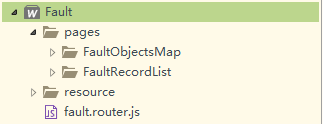 Fault
pages
FaultObjectsMap
FaultRecordList
resource
fault.router.js